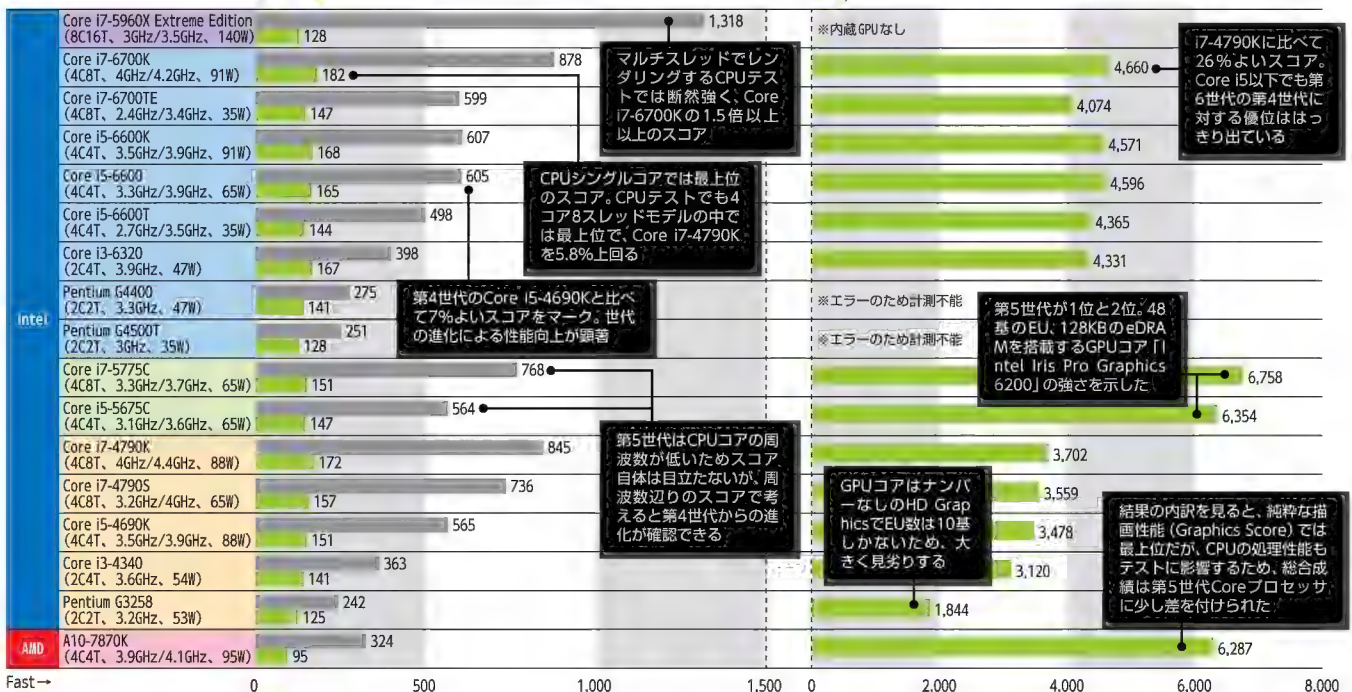 Core i7-5960X Extreme Edition
(8C16T、3GHz/3.5GHz、140W)
1,318
128
※内蔵GPUなし
Core i7-6700K
(4C8T、4GHz/4.2GHz、91W)
878
182
4,660
Core i7-6700TE
(4C8T、2.4GHz/3.4GHz、35W)
599
147
4,074
Core i5-6600K
(4C4T、3.5GHz/3.9GHz、91W)
607
168
4,571
Core i5-6600
(4C4T、3.3GHz/3.9GHz、65W)
605
165
4,596
Core i5-6600T
(4C4T、2.7GHz/3.5GHz、35W)
498
144
4,365
Core i3-6320
(2C4T、3.9GHz、47W)
398
167
4,331
Pentium G4400
(2C2T、3.3GHz、47W)
275
141
※エラーのため計測不能
Intel
Pentium G4500T
(2C2T、3GHz、35W)
251
128
※エラーのため計測不能
Core i7-5775C
(4C8T、3.3GHz/3.7GHz、65W)
768
151
6,758
Core i5-5675C
(4C4T、3.1GHz/3.6GHz、65W)
564
147
6,354
Core i7-4790K
(4C8T、4GHz/4.4GHz、88W)
845
172
3,702
Core i7-4790S
(4C8T、3.2GHz/4GHz、65W)
736
157
3,559
Core i5-4690K
(4C4T、3.5GHz/3.9GHz、88W)
565
151
3,478
Core i3-4340
(2C4T、3.6GHz、54W)
363
141
3,120
Pentium G3258
(2C2T、3.2GHz、53W)
242
125
1,844
AMD
A10-7870K
(4C4T、3.9GHz/4.1GHz、95W)
324
95
6,287
マルチスレッドでレン
ダリングするCPUテス
トでは断然強く、Core
i7-6700Kの1.5倍以上
以上のスコア
i7-4790Kに比べて
26%よいスコア。
Core i5以下でも第
6世代の第4世代に
対する優位ははっ
きり出ている
CPUシングルコアでは最上位
のスコア。CPUテストでも4
コア8スレッドモデルの中で
は最上位で、Core i7-4790K
を5.8%上回る
第4世代のCore i5-4690Kと比べ
て7%よいスコアをマーク。世代
の進化による性能向上が顕著
第5世代が1位と2位。48
基のEU、128KBのeDRA
Mを搭載するGPUコア「I
ntel Iris Pro Graphics
6200」の強さを示した
第5世代はCPUコアの周
波数が低いためスコア
自体は目立たないが、周
波数辺りのスコアで考
えると第4世代からの進
化が確認できる
GPUコアはナンバ
ーなしのHD Grap
hicsでEU数は10基
しかないため、大
きく見劣りする
結果の内訳を見ると、純粋な描
画性能（Graphics Score）では
最上位だが、CPUの処理性能も
テストに影響するため、総合成
績は第5世代Coreプロセッサ
に少し差を付けられた
Fast→
0 500 1,000 1,500 0 2,000 4,000 6,000 8,000